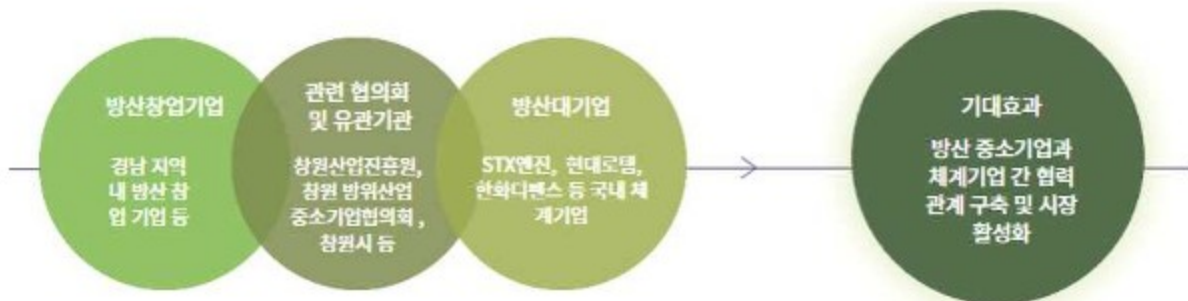 방산창업기업
경남 지역
내 방산 창
업 기업 등
관련 협의회
및 유관기관
창원산업진흥원,
창원 방위산업
중소기업협의회 ,
창원시 등
방산대기업
STX엔진, 현대로템,
한화디펜스 등 국내 체
계기업
기대효과
방산 중소기업과
체계기업 간 협력
관계 구축 및 시장
활성화